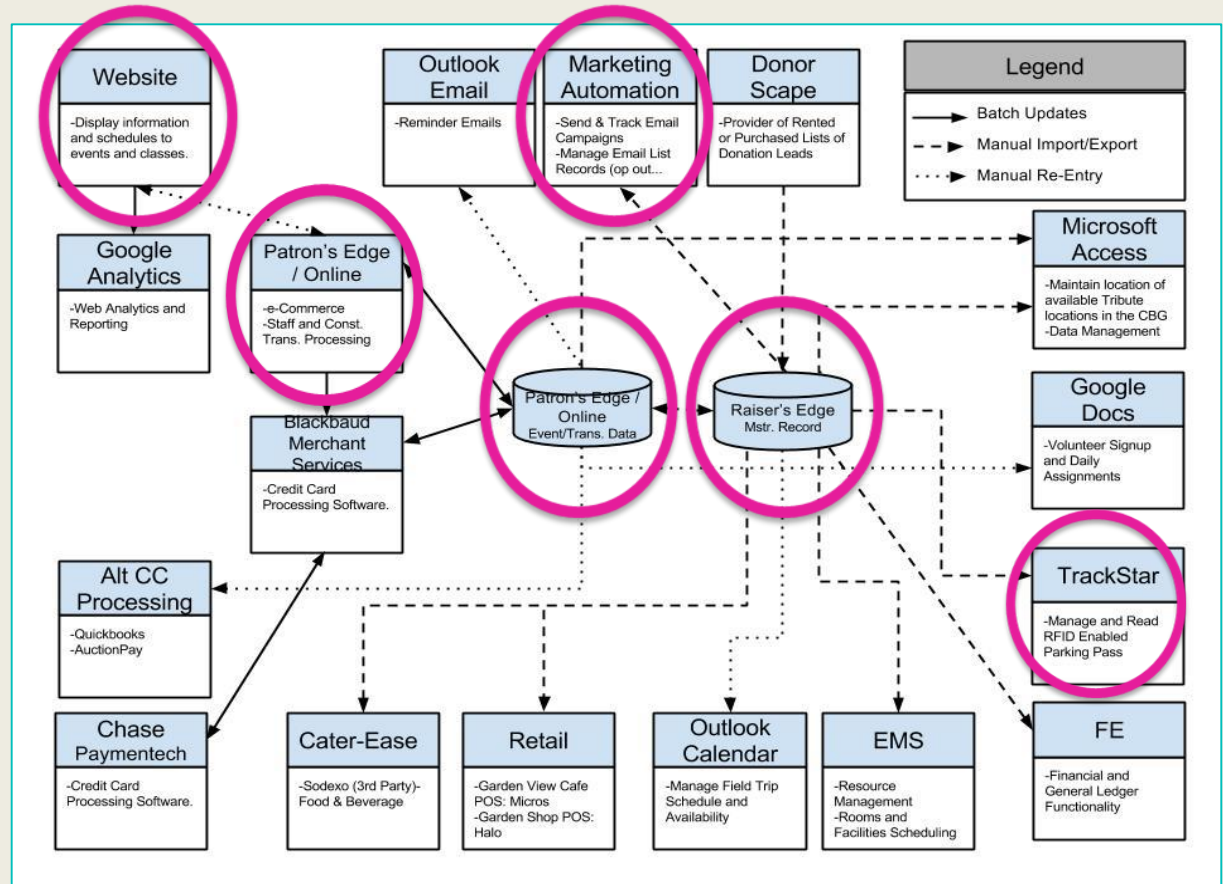 Website
-Display information
and schedules to
events and classes.
Outlook
Email
-Reminder Emails
Marketing
Automation
-Send & Track Email
Campaigns
-Manage Email List
Records (op out...
Donor
Scape
-Provider of Rented
or Purchased Lists of
Donation Leads
Legend
Batch Updates
Manual Import/Export
Manual Re-Entry
Google
Analytics
-Web Analytics and
Reporting
Patron's Edge
/ Online
-e-Commerce
-Staff and Const.
Trans. Processing
Microsoft
Access
-Maintain location of
available Tribute
locations in the CBG
-Data Management
Patron's Edge /
Online
Event/Trans. Data
Raiser's Edge
Mstr. Record
Google
Docs
-Volunteer Signup
and Daily
Assignments
Blackbaud
Merchant
Services
-Credit Card
Processing Software.
Alt CC
Processing
-Quickbooks
-AuctionPay
TrackStar
-Manage and Read
RFID Enabled
Parking Pass
Chase
Paymentech
-Credit Card
Processing Software.
Cater-Ease
-Sodexo (3rd Party)-
Food & Beverage
Retail
-Garden View Cafe
POS: Micros
-Garden Shop POS:
Halo
Outlook
Calendar
-Manage Field Trip
Schedule and
Availability
EMS
-Resource
Management
-Rooms and
Facilities Scheduling
FE
-Financial and
General Ledger
Functionality